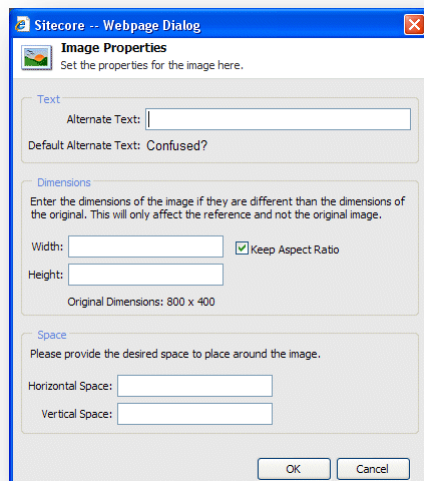 Sitecore -- Webpage Dialog
Image Properties
Set the properties for the image here.
Text
Alternate Text:
Default Alternate Text: Confused?
Dimensions
Enter the dimensions of the image if they are different than the dimensions of
the original. This will only affect the reference and not the original image.
Width: Keep Aspect Ratio
Height:
Original Dimensions: 800 x 400
Space
Please provide the desired space to place around the image.
Horizontal Space:
Vertical Space:
OK Cancel